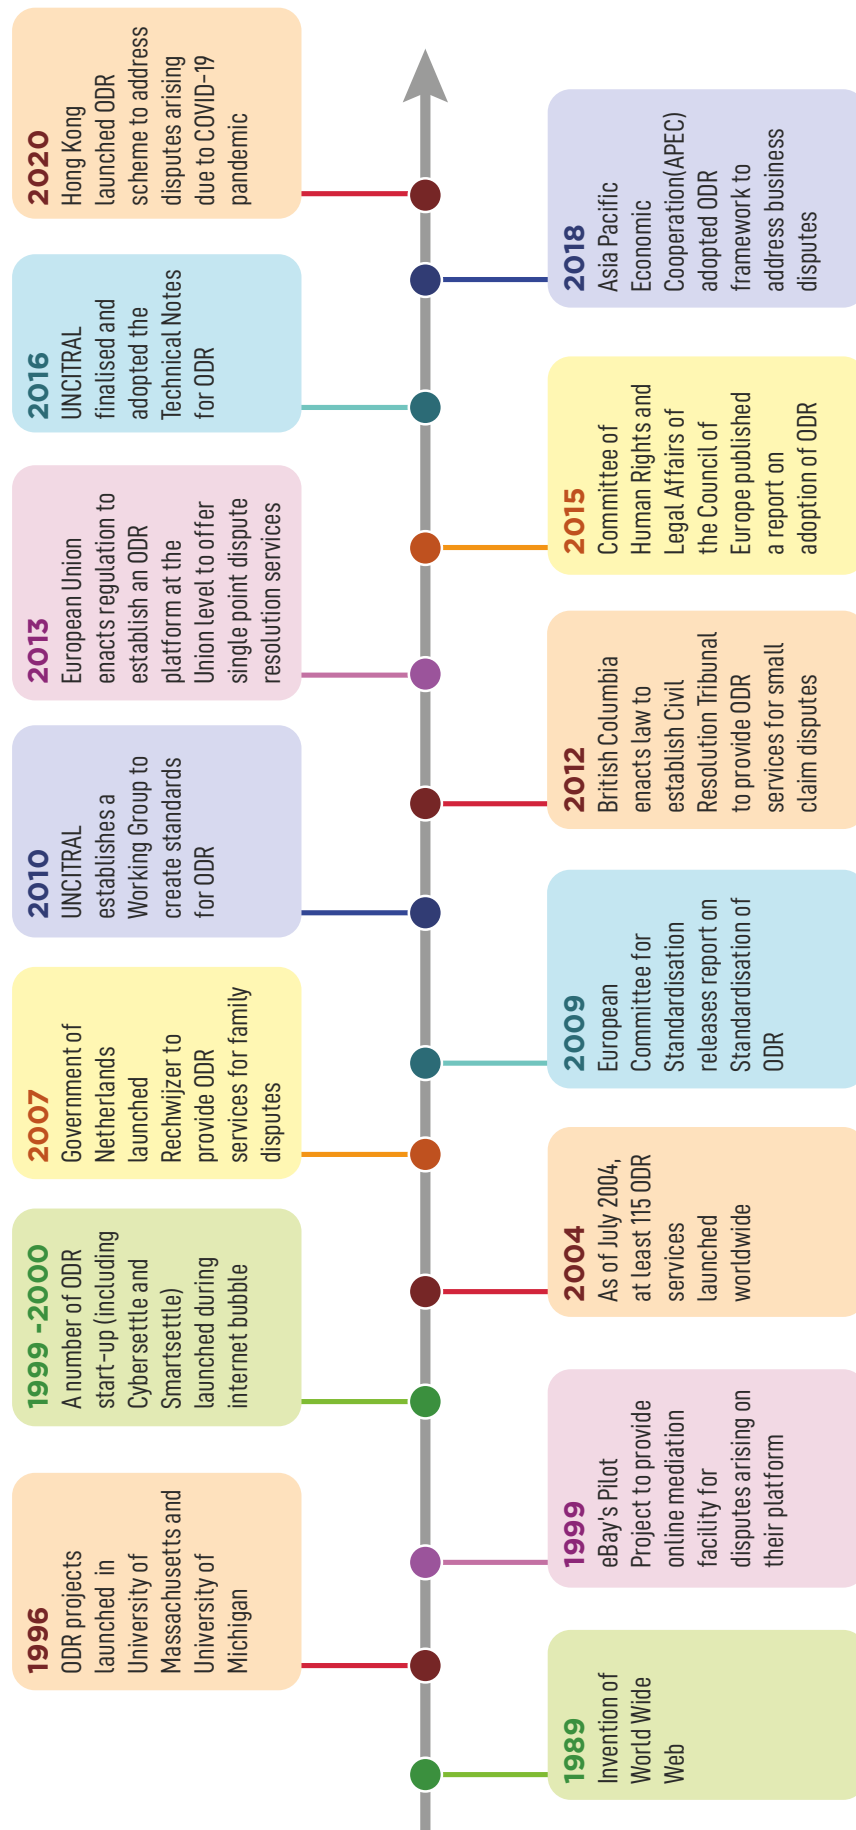 1989
Invention of
World Wide
Web
1996
ODR projects
launched in
University of
Massachusetts and
University of
Michigan
1999
eBay's Pilot
Project to provide
online mediation
facility for
disputes arising on
their platform
1999 -2000
A number of ODR
start-up (including
Cybersettle and
Smartsettle)
launched during
internet bubble
2004
As of July 2004,
at least 115 ODR
services
launched
worldwide
2007
Government of
Netherlands
launched
Rechwijzer to
provide ODR
services for family
disputes
2009
European
Committee for
Standardisation
releases report on
Standardisation of
ODR
2010
UNCITRAL
establishes a
Working Group to
create standards
for ODR
2012
British Columbia
enacts law to
establish Civil
Resolution Tribunal
to provide ODR
services for small
claim disputes
2013
European Union
enacts regulation to
establish an ODR
platform at the
Union level to offer
single point dispute
resolution services
2015
Committee of
Human Rights and
Legal Affairs of
the Council of
Europe published
a report on
adoption of ODR
2016
UNCITRAL
finalised and
adopted the
Technical Notes
for ODR
2018
Asia Pacific
Economic
Cooperation(APEC)
adopted ODR
framework to
address business
disputes
2020
Hong Kong
launched ODR
scheme to address
disputes arising
due to COVID-19
pandemic